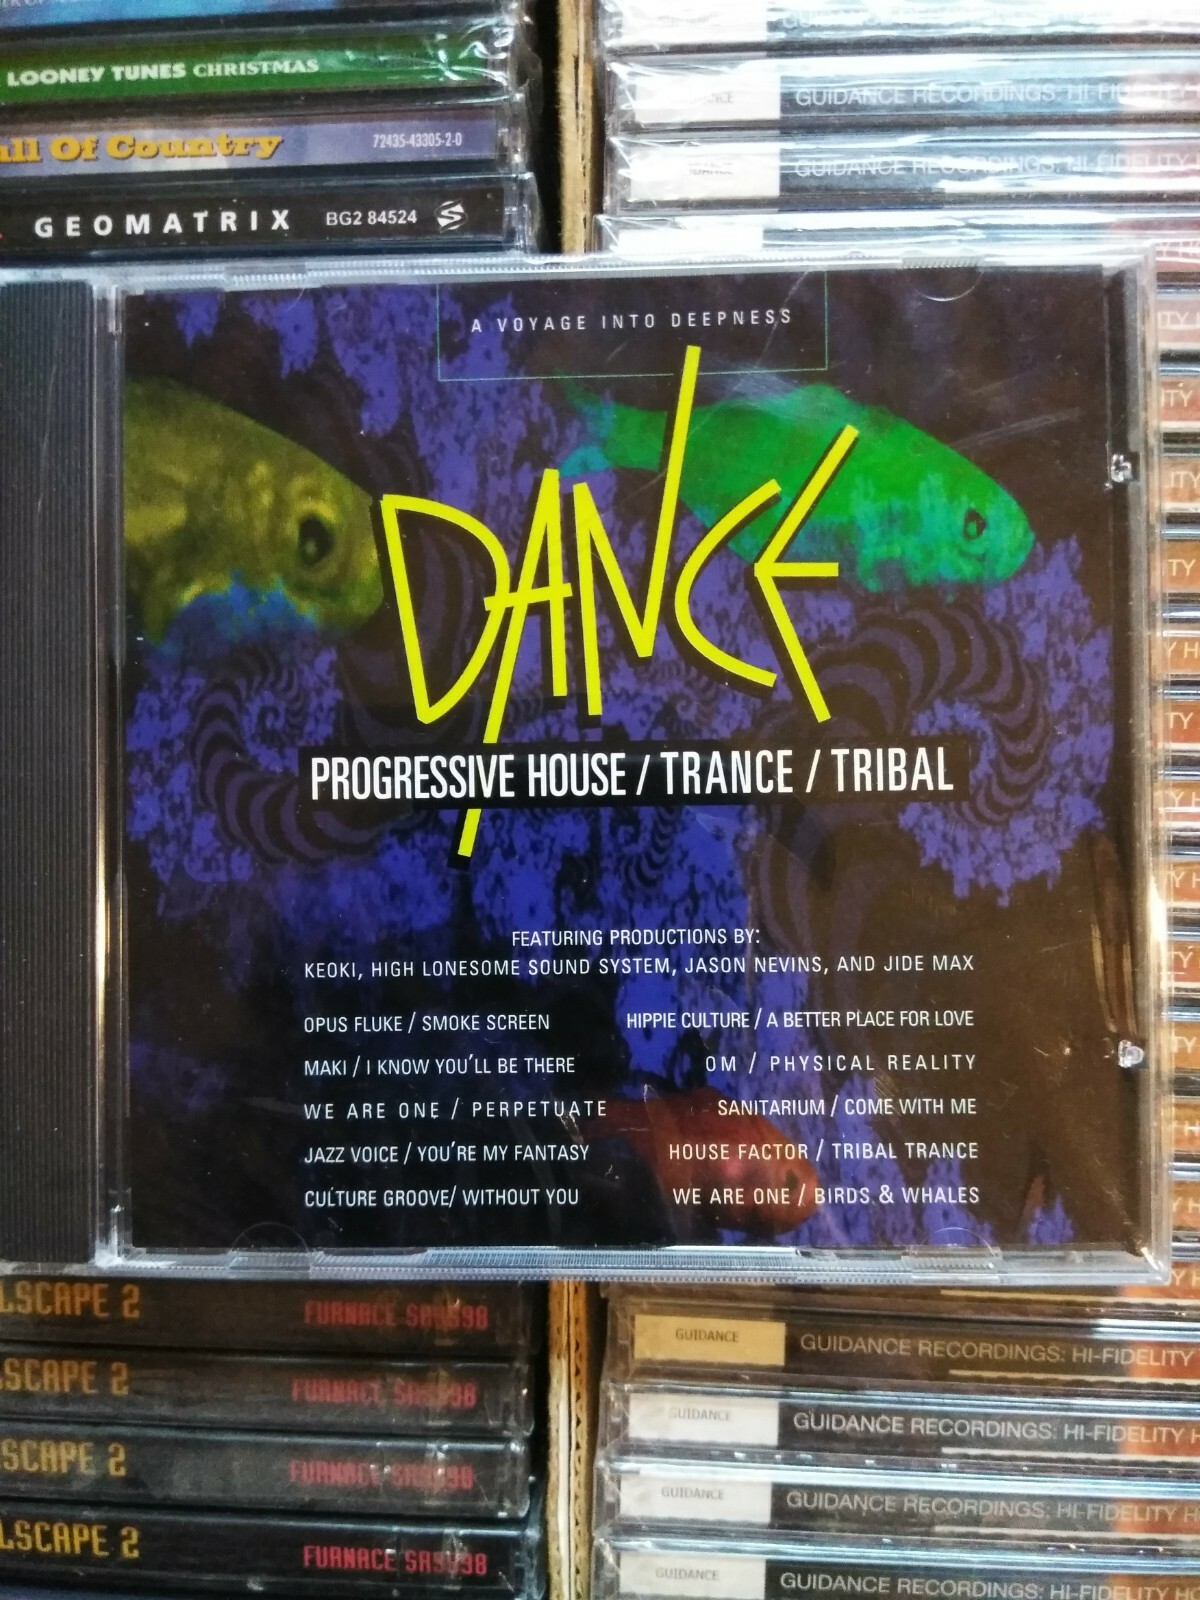 LOONEY TUNES CHRISTMAS
Of Country 72435-43305-2-0
GEOMATRIX BG2 84524
GUIDANCE RECORDINGS: HI-FIDELITY
GUIDANCE RECORDINGS: HI-FIDELITY
A VOYAGE INTO DEEPNESS
DANCE
PROGRESSIVE HOUSE / TRANCE / TRIBAL
FEATURING PRODUCTIONS BY:
KEOKI, HIGH LONESOME SOUND SYSTEM, JASON NEVINS, AND JIDE MAX
OPUS FLUKE / SMOKE SCREEN
MAKI / I KNOW YOU'LL BE THERE
WE ARE ONE / PERPETUATE
JAZZ VOICE / YOU'RE MY FANTASY
CULTURE GROOVE/ WITHOUT YOU
HIPPIE CULTURE / A BETTER PLACE FOR LOVE
OM / PHYSICAL REALITY
SANITARIUM / COME WITH ME
HOUSE FACTOR / TRIBAL TRANCE
WE ARE ONE / BIRDS & WHALES
LSCAPE 2 FURNACE
SCAPE 2 FURNACE
SCAPE 2 FURNACE
LSCAPE 2 FURNACE
GUIDANCE GUIDANCE RECORDINGS: HI-FIDELITY
GUIDANCE GUIDANCE RECORDINGS: HI-FIDELITY H
GUIDANCE GUIDANCE RECORDINGS: HI-FIDELITY H
GUIDANCE GUIDANCE RECORDINGS: HI-FIDELITY HO